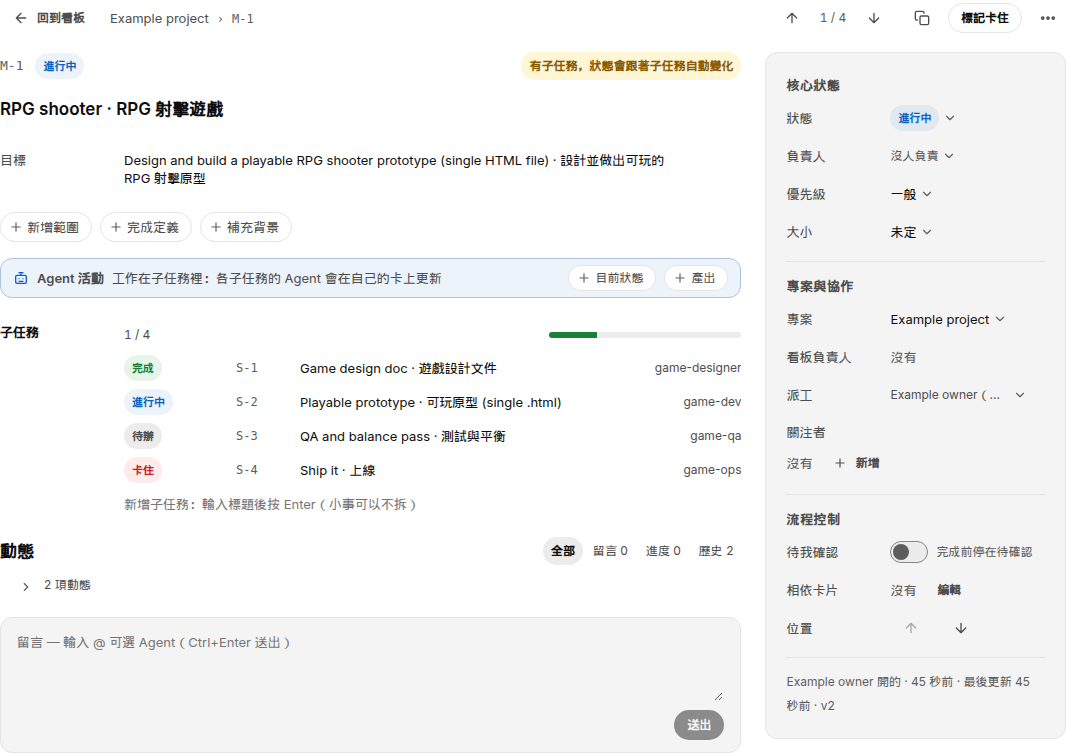 回到看板 Example project › M-1 1 / 4 標記卡住
M-1 進行中 有子任務，狀態會跟著子任務自動變化
RPG shooter · RPG 射擊遊戲
目標 Design and build a playable RPG shooter prototype (single HTML file) · 設計並做出可玩的
RPG 射擊原型
+ 新增範圍 + 完成定義 + 補充背景
Agent 活動 工作在子任務裡：各子任務的 Agent 會在自己的卡上更新 + 目前狀態 + 產出
子任務 1 / 4
完成 S-1 Game design doc · 遊戲設計文件 game-designer
進行中 S-2 Playable prototype · 可玩原型 (single .html) game-dev
待辦 S-3 QA and balance pass · 測試與平衡 game-qa
卡住 S-4 Ship it · 上線 game-ops
新增子任務：輸入標題後按 Enter（小事可以不拆）
動態 全部 留言 0 進度 0 歷史 2
2 項動態
留言 — 輸入 @ 可選 Agent（Ctrl+Enter 送出）
送出
核心狀態
狀態 進行中
負責人 沒人負責
優先級 一般
大小 未定
專案與協作
專案 Example project
看板負責人 沒有
派工 Example owner（...
關注者
沒有 + 新增
流程控制
待我確認 完成前停在待確認
相依卡片 沒有 編輯
位置
Example owner 開的 · 45 秒前 · 最後更新 45
秒前 · v2